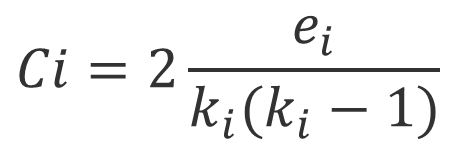 Ci = 2 e_i / k_i(k_i − 1)